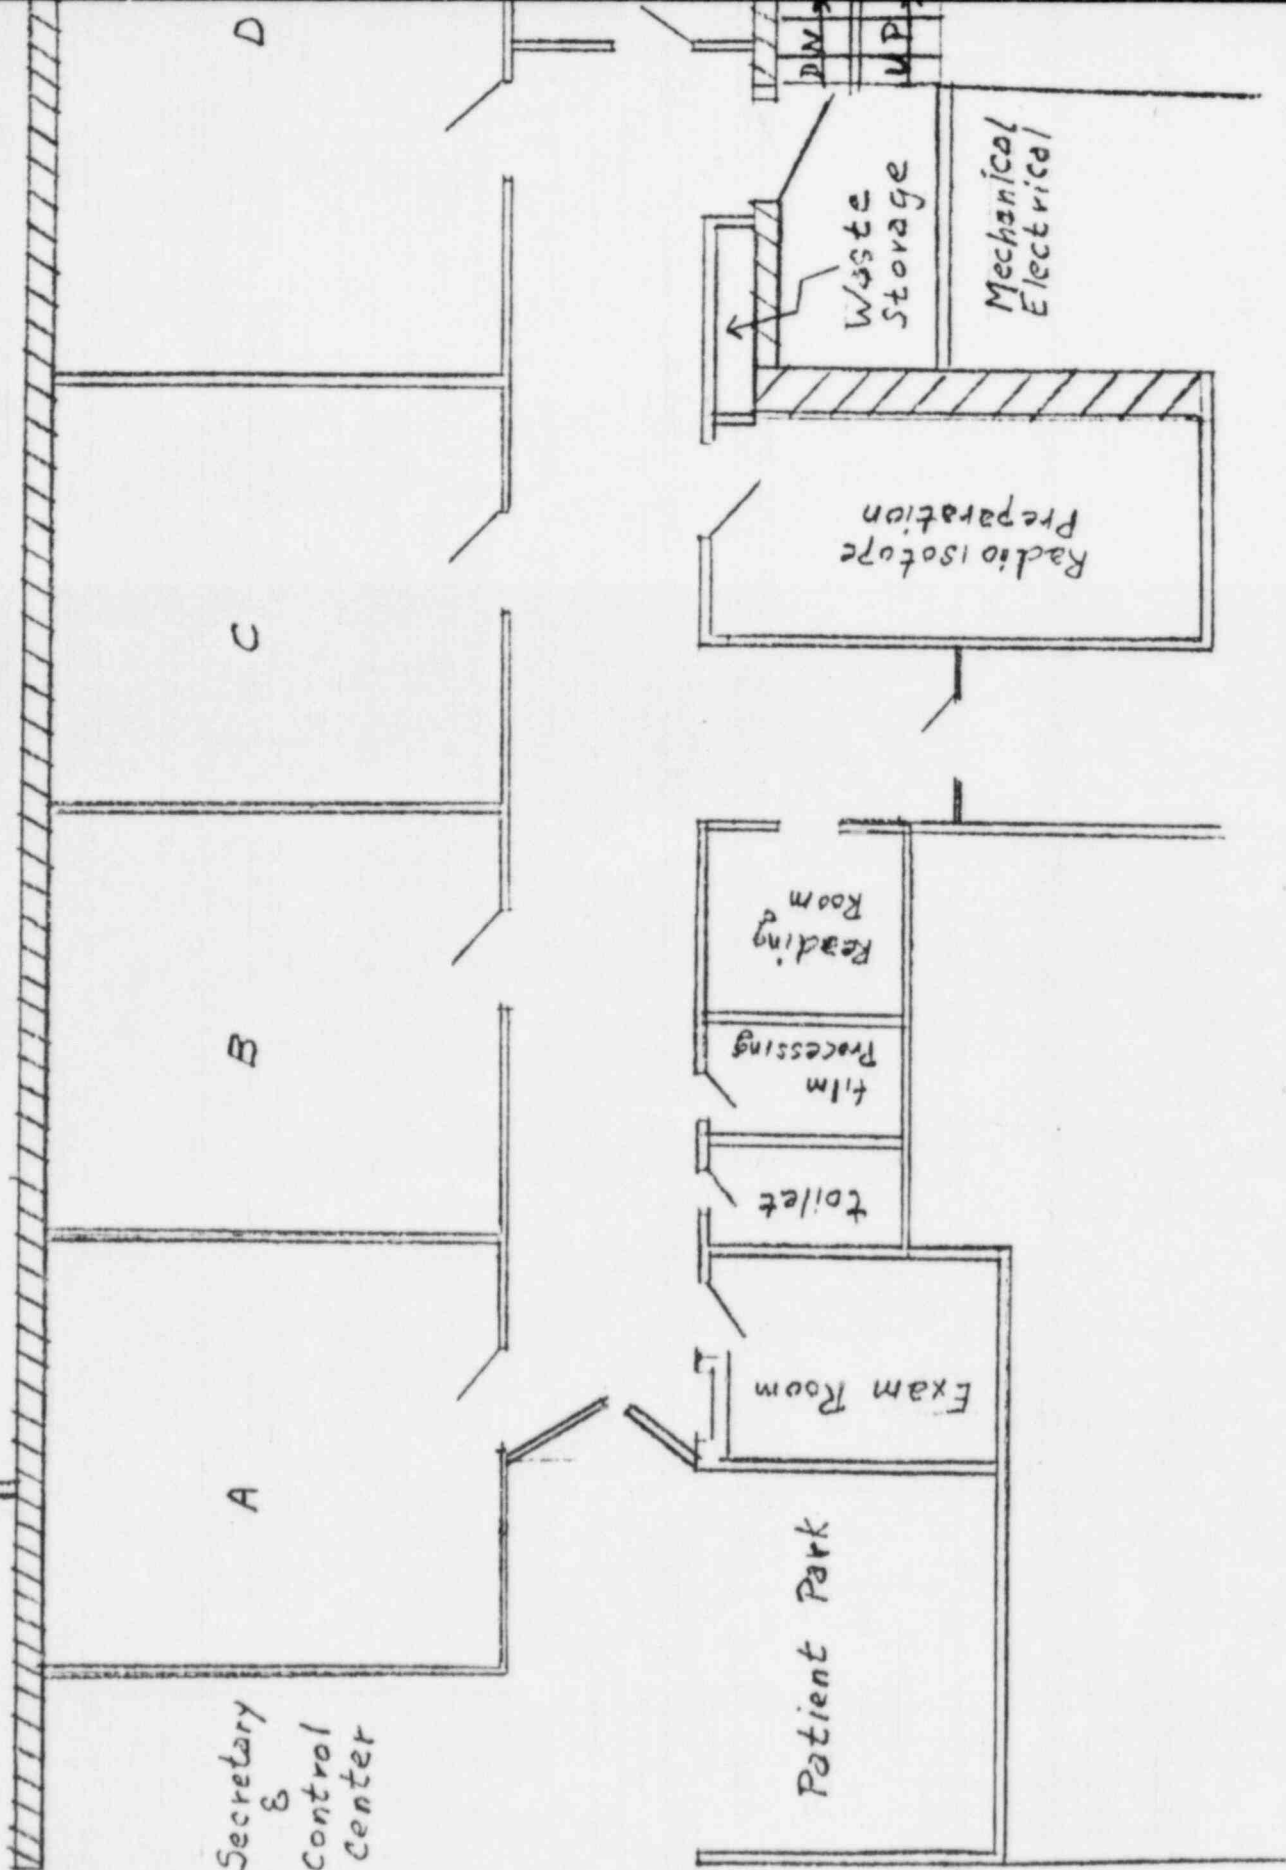 D
DN
UP
Waste
Storage
Mechanical
Electrical
C
Radioisotope
Preparation
B
Reading
Room
film
Processing
toilet
A
Exam Room
Secretary
&
Control
Center
Patient Park